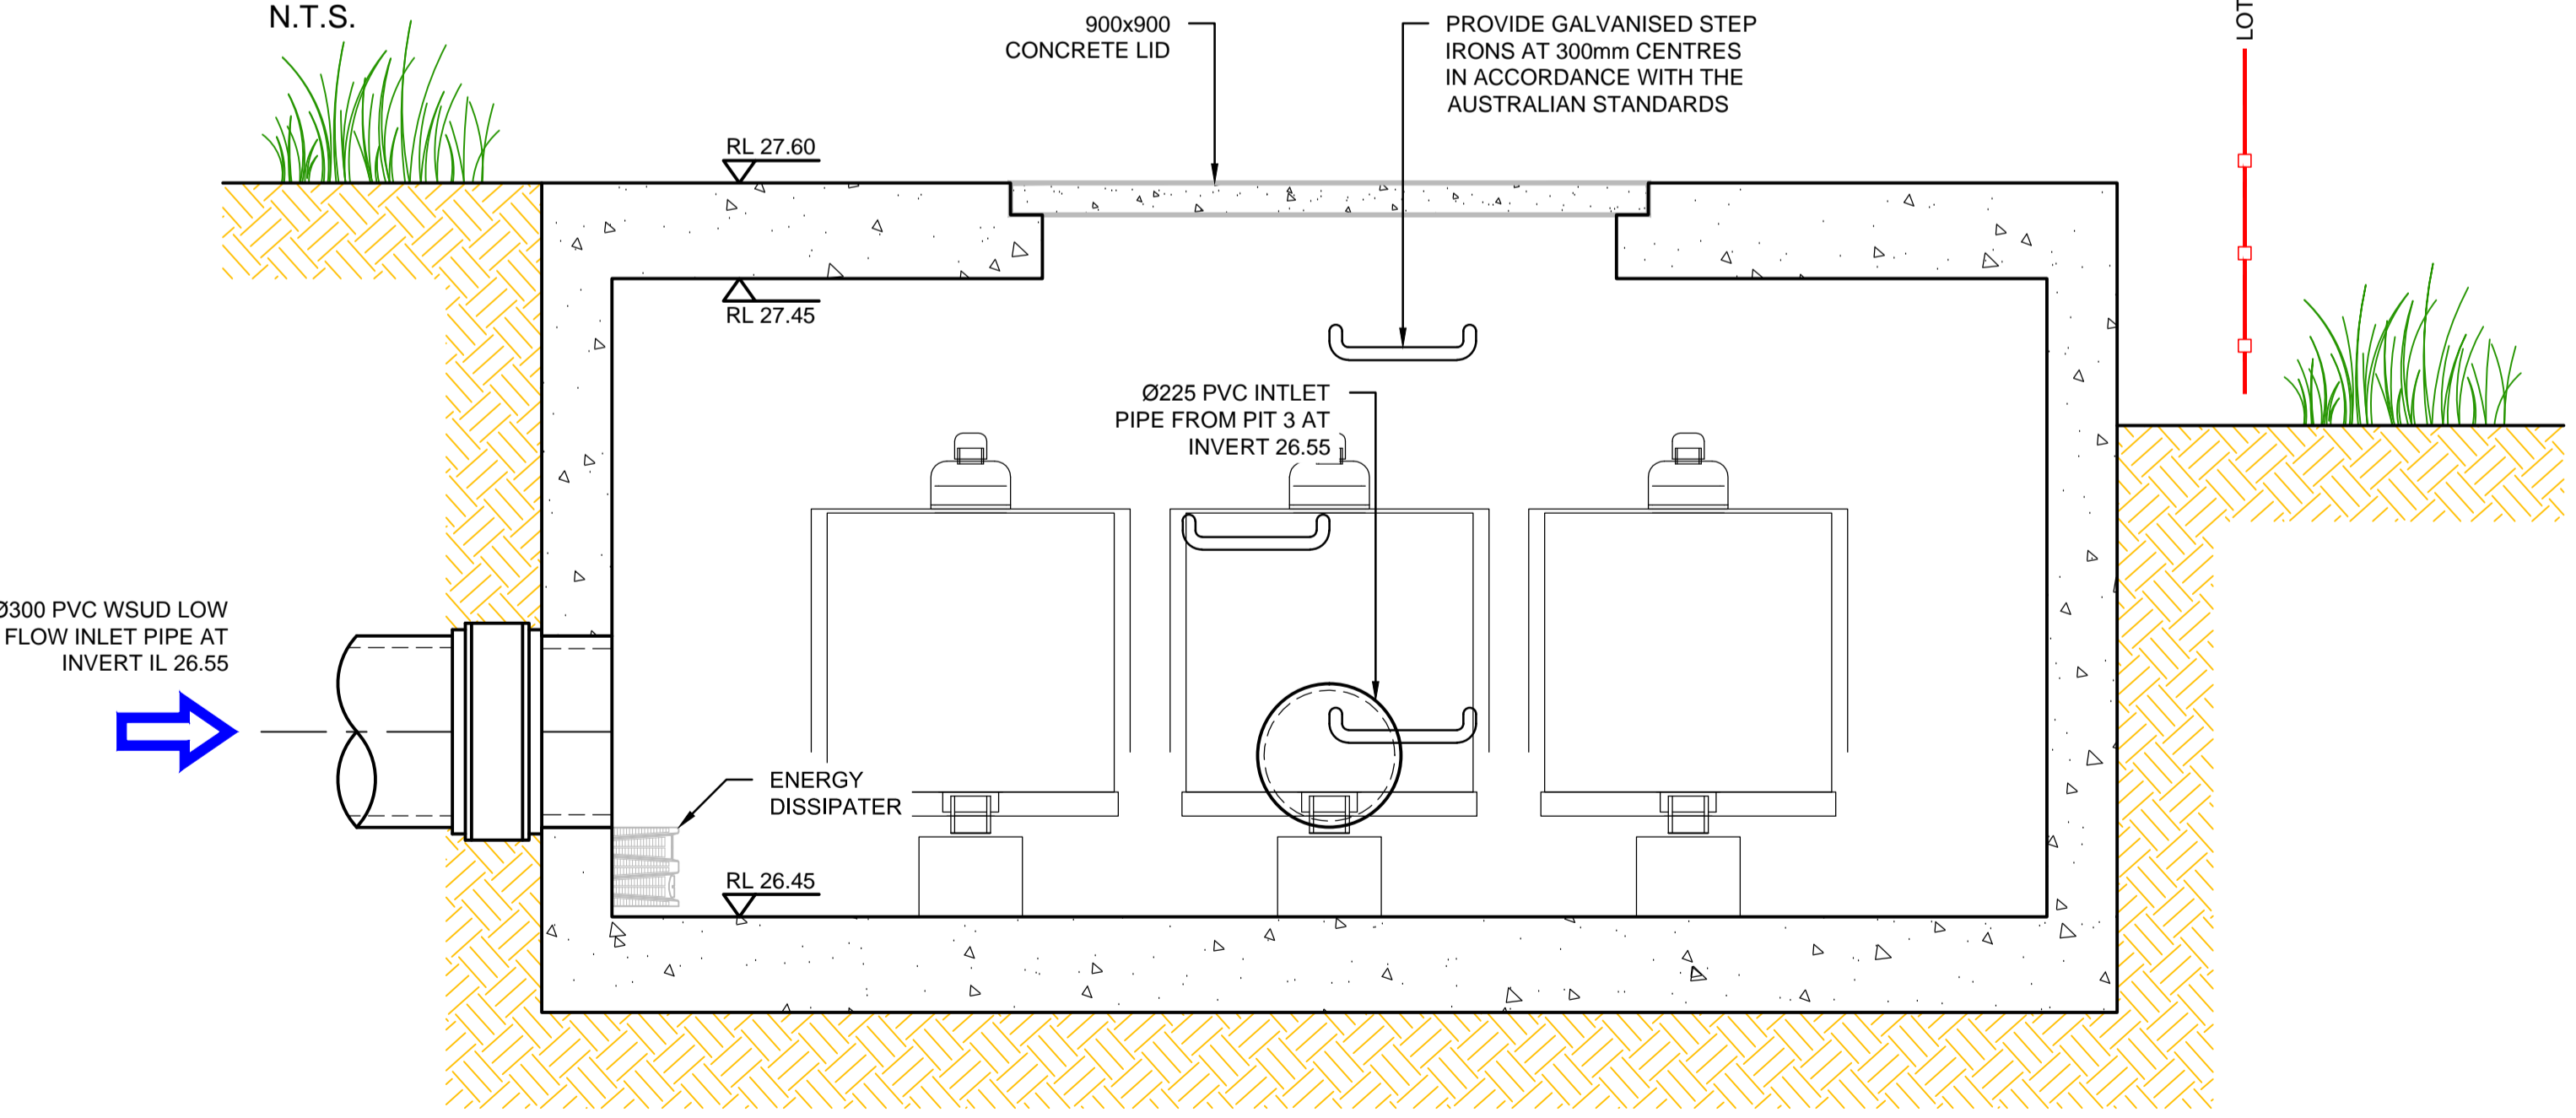 N.T.S.
900x900
CONCRETE LID
PROVIDE GALVANISED STEP
IRONS AT 300mm CENTRES
IN ACCORDANCE WITH THE
AUSTRALIAN STANDARDS
LOT
RL 27.60
RL 27.45
Ø225 PVC INTLET
PIPE FROM PIT 3 AT
INVERT 26.55
Ø300 PVC WSUD LOW
FLOW INLET PIPE AT
INVERT IL 26.55
ENERGY
DISSIPATER
RL 26.45